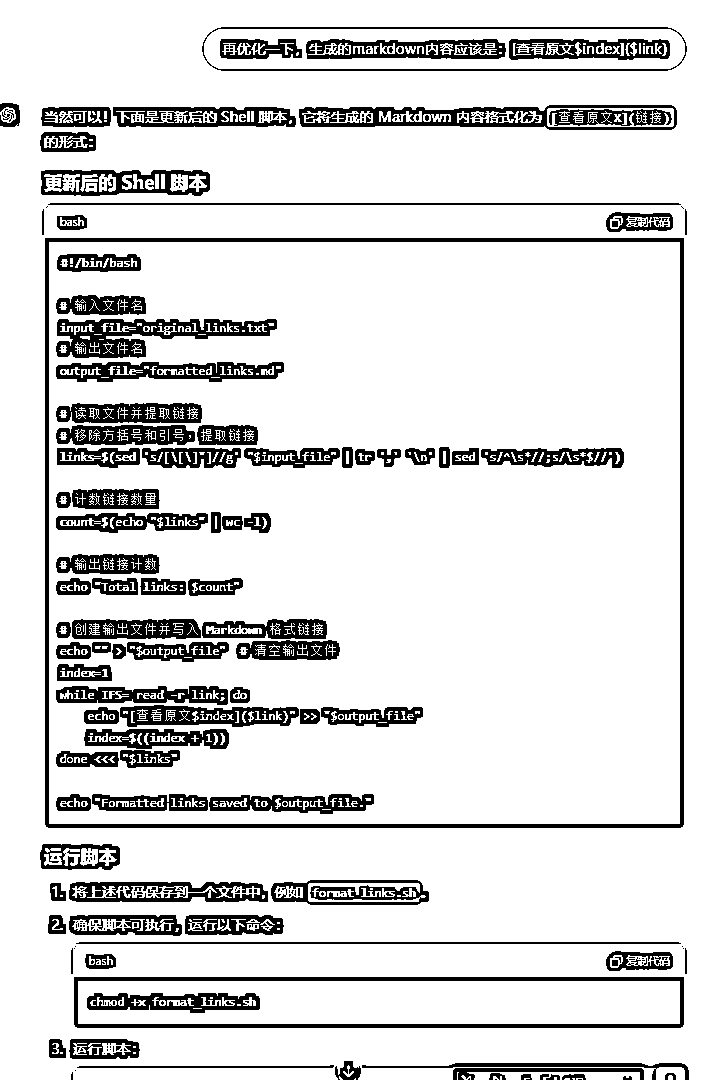 再优化一下，生成的markdown内容应该是：[查看原文$index]($link)
当然可以！下面是更新后的 Shell 脚本，它将生成的 Markdown 内容格式化为 [查看原文X](链接)
的形式：
更新后的 Shell 脚本
bash
复制代码
#!/bin/bash
# 输入文件名
input_file="original_links.txt"
# 输出文件名
output_file="formatted_links.md"
# 读取文件并提取链接
# 移除方括号和引号，提取链接
links=$(sed 's/[\[\]"]//g' "$input_file" | tr ',' '\n' | sed 's/^\s*//;s/\s*$//')
# 计数链接数量
count=$(echo "$links" | wc -l)
# 输出链接计数
echo "Total links: $count"
# 创建输出文件并写入 Markdown 格式链接
echo "" > "$output_file"  # 清空输出文件
index=1
while IFS= read -r link; do
    echo "[查看原文$index]($link)" >> "$output_file"
    index=$((index + 1))
done <<< "$links"
echo "Formatted links saved to $output_file."
运行脚本
1. 将上述代码保存到一个文件中，例如 format_links.sh。
2. 确保脚本可执行，运行以下命令：
bash
复制代码
chmod +x format_links.sh
3. 运行脚本：